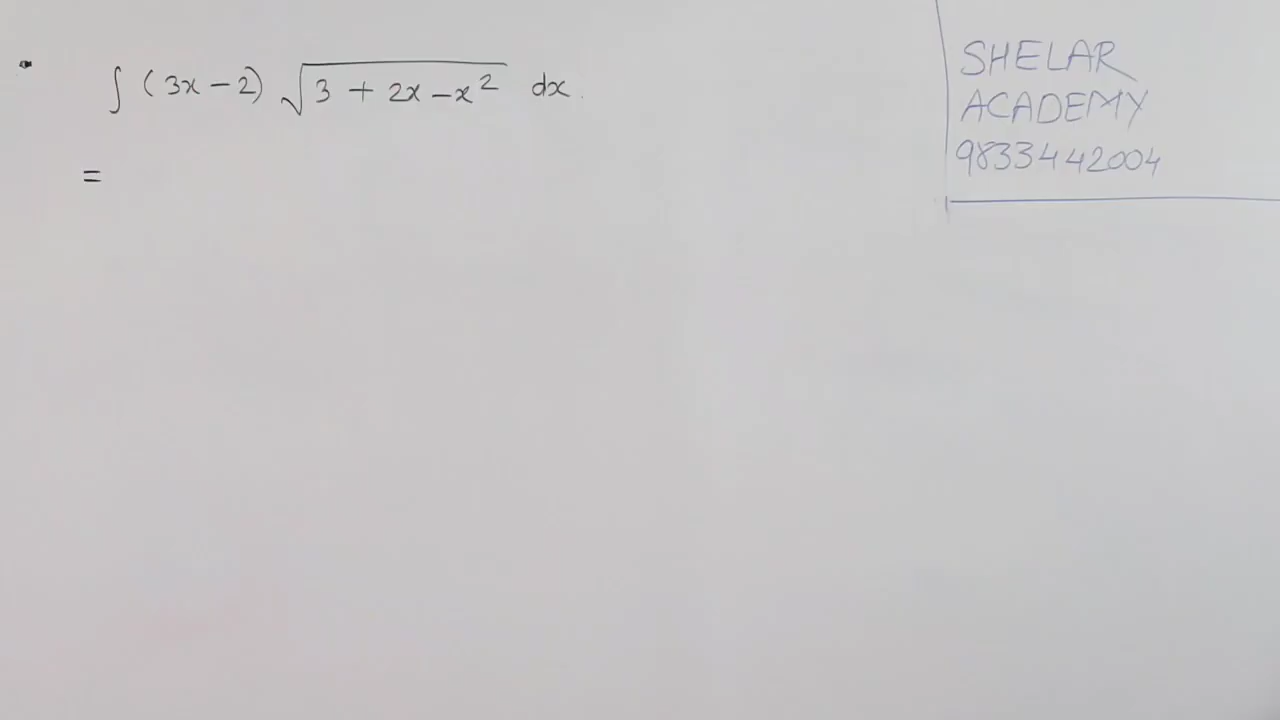 ∫ (3x - 2) √(3 + 2x - x²) dx.
=
SHELAR
ACADEMY
9833442004